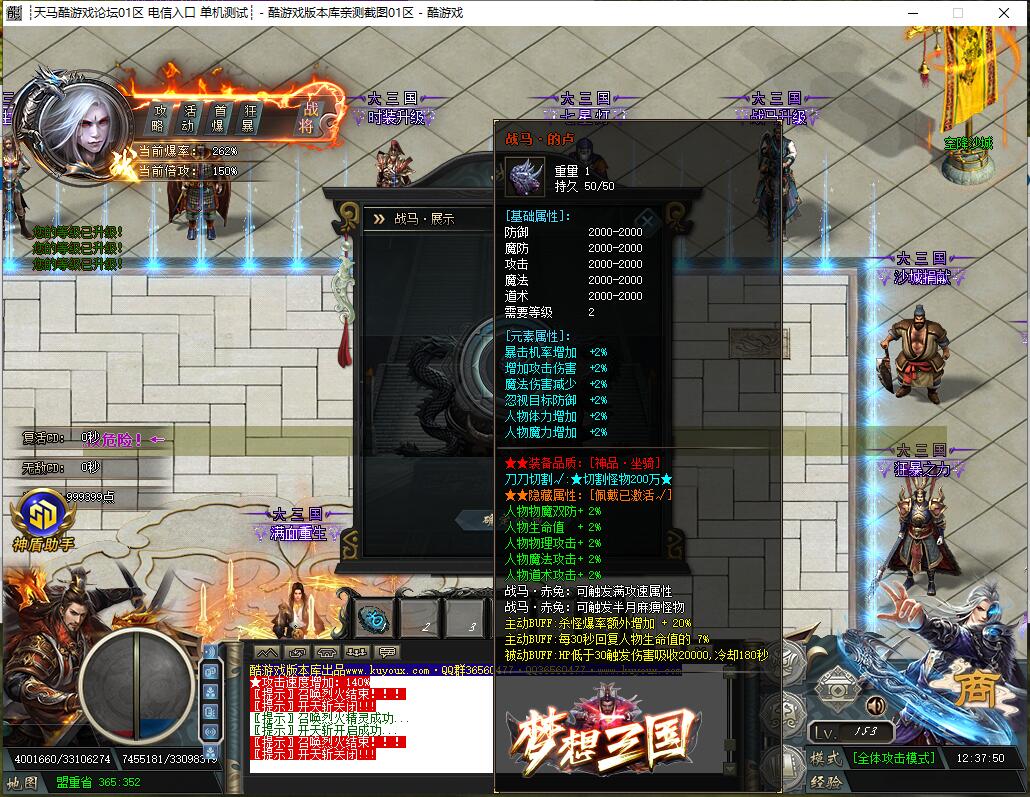 天马酷游戏论坛01区 电信入口 单机测试 - 酷游戏版本库亲测截图01区 - 酷游戏
攻略
活动
首爆
狂暴
战将
当前爆率: 262%
当前倍攻: 150%
战
大三国
时装升级
大三国
七星灯
大三国
战马升级
您的等级已升级!
您的等级已升级!
您的等级已升级!
大三国
沙城捐献
大三国
狂暴之力
大三国
满血重生
战马·展示
战马·的卢
重量 1
持久 50/50
[基础属性]:
防御 2000-2000
魔防 2000-2000
攻击 2000-2000
魔法 2000-2000
道术 2000-2000
需要等级 2
[元素属性]:
暴击机率增加 +2%
增加攻击伤害 +2%
魔法伤害减少 +2%
忽视目标防御 +2%
人物体力增加 +2%
人物魔力增加 +2%
★★装备品质: [神品·坐骑]
刀刀切割√:★切割怪物200万★
★★隐藏属性: [佩戴已激活√]
人物物魔双防+ 2%
人物生命值 + 2%
人物物理攻击+ 2%
人物魔法攻击+ 2%
人物道术攻击+ 2%
战马·赤兔: 可触发满攻速属性
战马·赤兔: 可触发半月麻痹怪物
主动BUFF:杀怪爆率额外增加 + 20%
主动BUFF:每30秒回复人物生命值的 7%
被动BUFF:HP低于30触发伤害吸收20000,冷却180秒
复活CD: 0秒
危险! ←
无敌CD: 0秒
999399点
神盾助手
2
3
酷游戏版本库出品www.kuyoux.com·QQ群36560477
★攻击速度增加: 140%
〖提示〗召唤烈火结束!!!!
〖提示〗开天斩关闭!!!
〖提示〗召唤烈火精灵成功...
〖提示〗开天斩开启成功...
〖提示〗召唤烈火结束!!!!
〖提示〗开天斩关闭!!!
梦想三国
商
Lv. 153
4001660/33106274
7455181/33098319
模式 [全体攻击模式] 12:37:50
地图 盟重省 365:352
经验